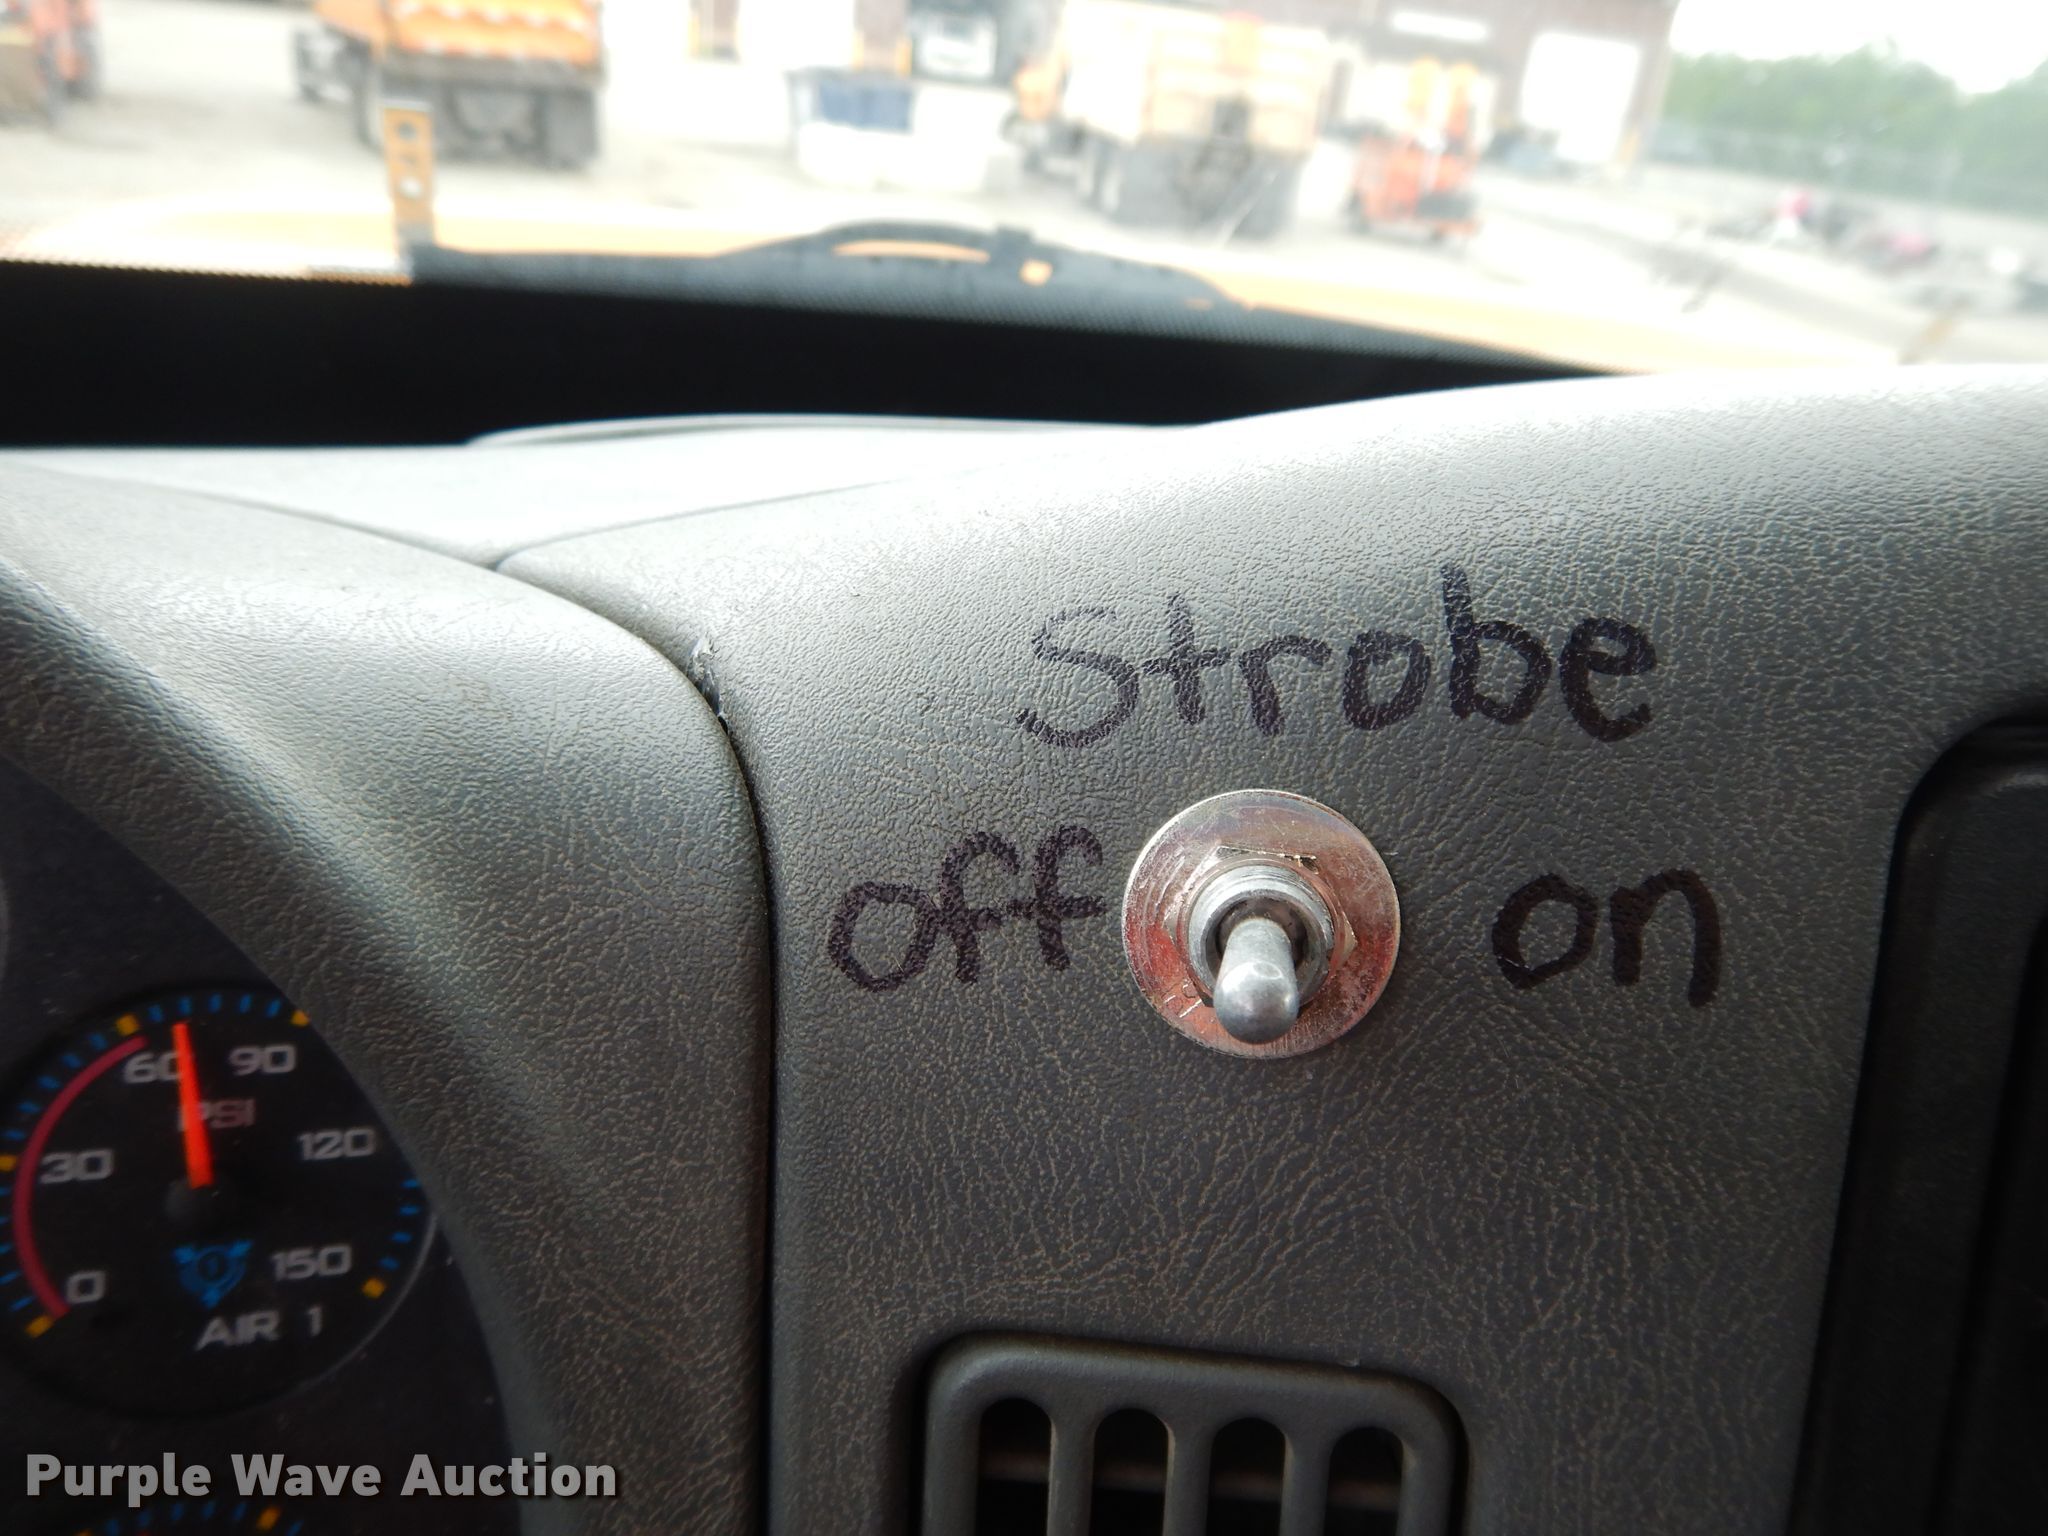 Strobe
off on
60 90
PSI
30 120
0 150
AIR 1
Purple Wave Auction